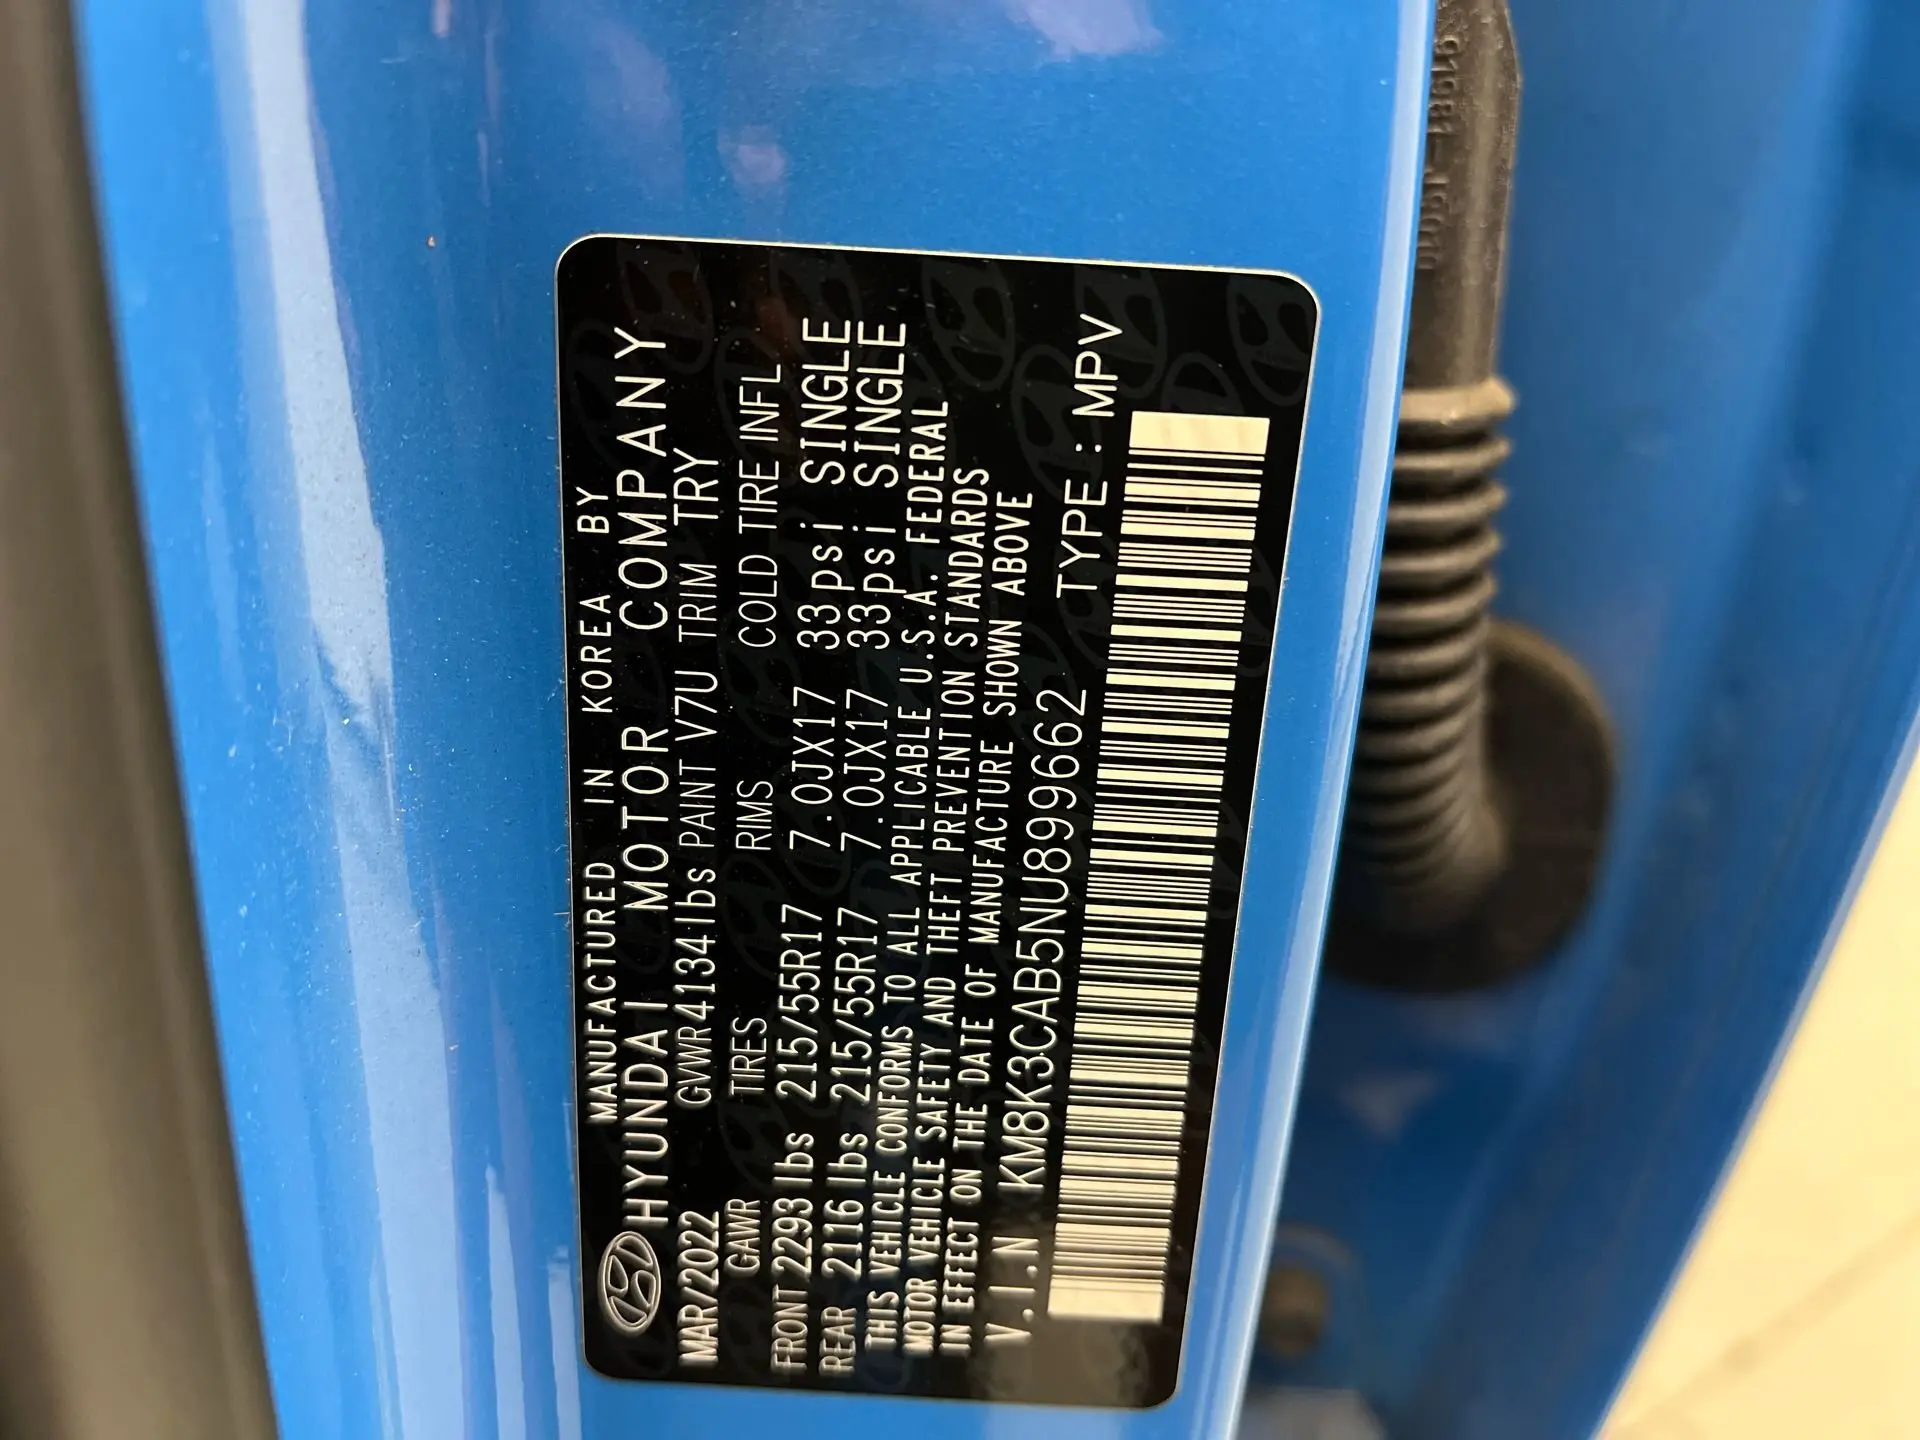 MANUFACTURED IN KOREA BY
HYUNDAI MOTOR COMPANY
MAR/2022 GVWR4134lbs PAINT V7U TRIM TRY
GAWR TIRES RIMS COLD TIRE INFL
FRONT 2293 lbs 215/55R17 7.0JX17 33psi SINGLE
REAR 2116 lbs 215/55R17 7.0JX17 33psi SINGLE
THIS VEHICLE CONFORMS TO ALL APPLICABLE U.S.A. FEDERAL
MOTOR VEHICLE SAFETY AND THEFT PREVENTION STANDARDS
IN EFFECT ON THE DATE OF MANUFACTURE SHOWN ABOVE
V.I.N KM8K3CAB5NU899662 TYPE : MPV